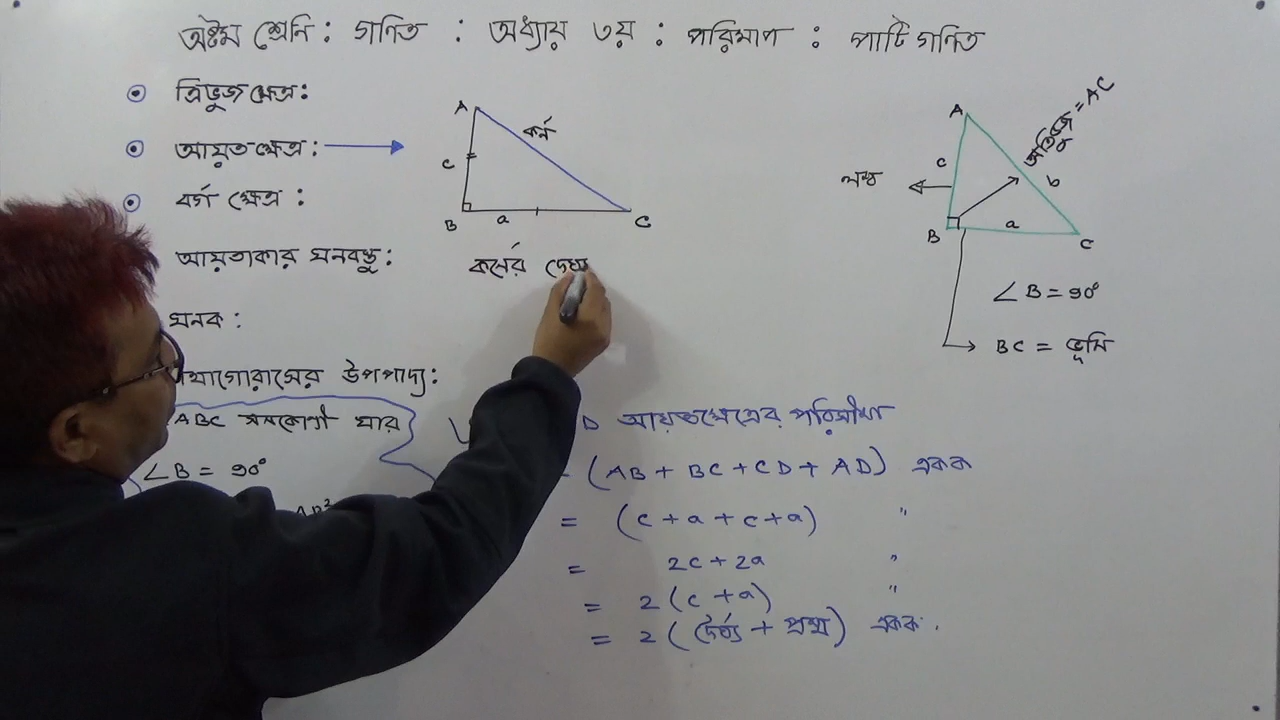 অষ্টম শ্রেনি : গনিত : অধ্যায় ৩য় : পরিমাপ : পাটিগনিত
ত্রিভুজ ক্ষেত্র:
আয়তক্ষেত্র:
বর্গ ক্ষেত্র :
আয়তাকার ঘনবস্তু :
ঘনক :
থাগোরাসের উপপাদ্য:
ABC সমকোণী যার
∠B = 90°
A
কর্ন
c
B
a
C
কর্নের দৈঘ্য
A
অতিভুজ = AC
c
লম্ব
b
B
a
C
∠B = 90°
BC = ভূমি
D আয়তক্ষেত্রের পরিসীমা
= (AB + BC + CD + AD) একক
= (c + a + c + a) "
= 2c + 2a "
= 2(c + a) "
= 2(দৈর্ঘ্য + প্রস্থ) একক.